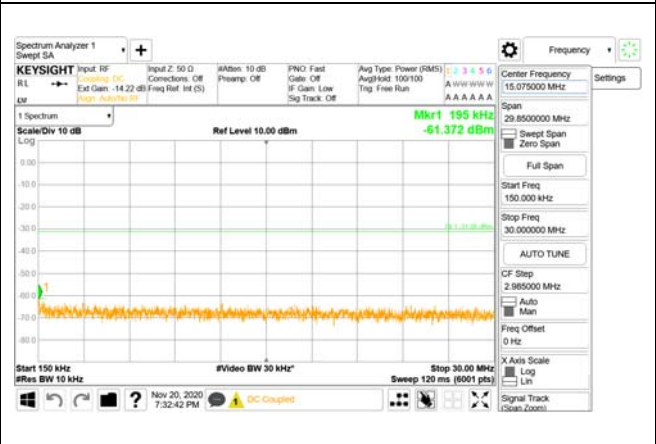 Spectrum Analyzer 1
Swept SA
Frequency
KEYSIGHT
Input: RF
Coupling: DC
Ext Gain: -14.22 dB
Align: Auto/No RF
Input Z: 50 Ω
Corrections: Off
Freq Ref: Int (S)
#Atten: 10 dB
Preamp: Off
PNO: Fast
Gate: Off
IF Gain: Low
Sig Track: Off
Avg Type: Power (RMS)
Avg|Hold: 100/100
Trig: Free Run
1 2 3 4 5 6
A W W W W W
A A A A A A
R L
1 Spectrum
Scale/Div 10 dB
Log
Ref Level 10.00 dBm
Mkr1 195 kHz
-61.372 dBm
0.00
-10.0
-20.0
-30.0
-40.0
-50.0
-60.0
-70.0
-80.0
1
Start 150 kHz
#Res BW 10 kHz
#Video BW 30 kHz*
Stop 30.00 MHz
Sweep 120 ms (6001 pts)
Nov 20, 2020
7:32:42 PM
DC Coupled
Center Frequency
15.075000 MHz
Settings
Span
29.8500000 MHz
Swept Span
Zero Span
Full Span
Start Freq
150.000 kHz
Stop Freq
30.000000 MHz
AUTO TUNE
CF Step
2.985000 MHz
Auto
Man
Freq Offset
0 Hz
X Axis Scale
Log
Lin
Signal Track
(Span Zoom)